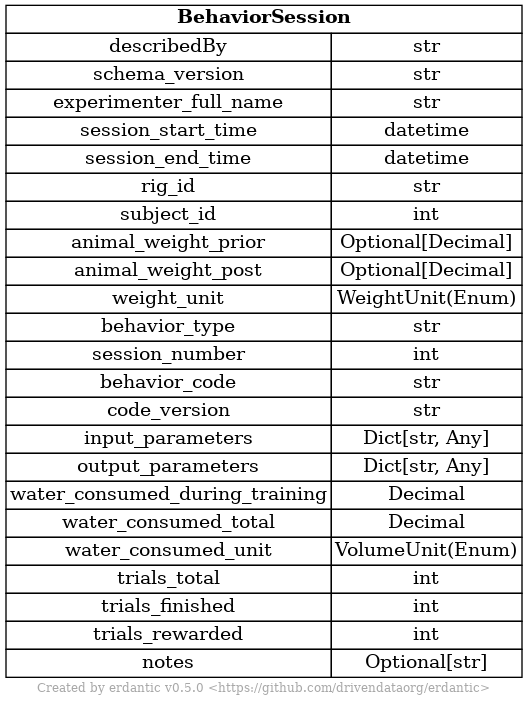 BehaviorSession
describedBy str
schema_version str
experimenter_full_name str
session_start_time datetime
session_end_time datetime
rig_id str
subject_id int
animal_weight_prior Optional[Decimal]
animal_weight_post Optional[Decimal]
weight_unit WeightUnit(Enum)
behavior_type str
session_number int
behavior_code str
code_version str
input_parameters Dict[str, Any]
output_parameters Dict[str, Any]
water_consumed_during_training Decimal
water_consumed_total Decimal
water_consumed_unit VolumeUnit(Enum)
trials_total int
trials_finished int
trials_rewarded int
notes Optional[str]
Created by erdantic v0.5.0 <https://github.com/drivendataorg/erdantic>